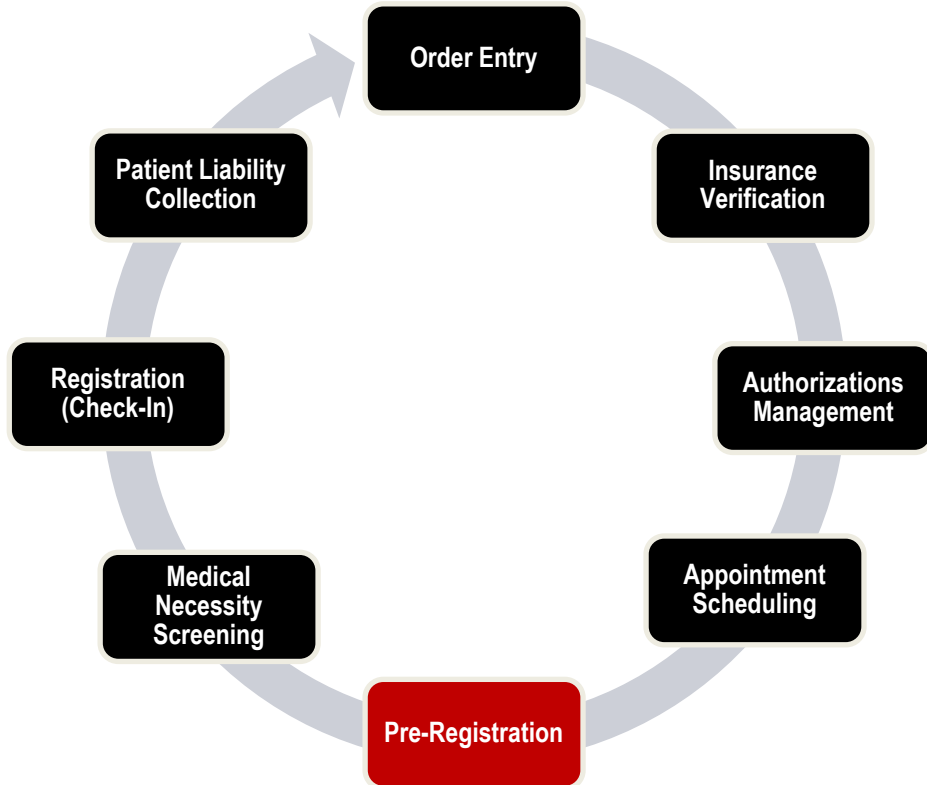 Order Entry
Insurance
Verification
Authorizations
Management
Appointment
Scheduling
Pre-Registration
Medical
Necessity
Screening
Registration
(Check-In)
Patient Liability
Collection